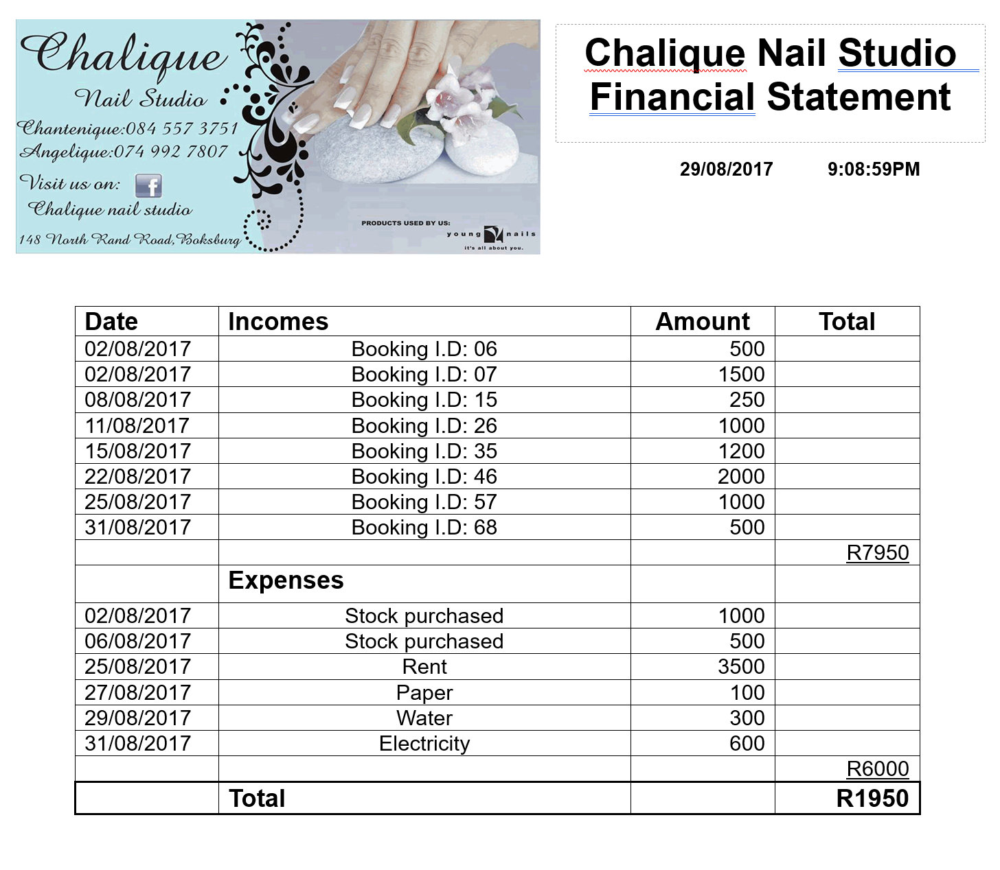 Chalique
Nail Studio
Chantenique:084 557 3751
Angelique:074 992 7807
Visit us on: f
Chalique nail studio
148 North Rand Road,Boksburg
PRODUCTS USED BY US:
young nails
it's all about you.
Chalique Nail Studio
Financial Statement
29/08/2017 9:08:59PM
Date Incomes Amount Total
02/08/2017 Booking I.D: 06 500
02/08/2017 Booking I.D: 07 1500
08/08/2017 Booking I.D: 15 250
11/08/2017 Booking I.D: 26 1000
15/08/2017 Booking I.D: 35 1200
22/08/2017 Booking I.D: 46 2000
25/08/2017 Booking I.D: 57 1000
31/08/2017 Booking I.D: 68 500
R7950
Expenses
02/08/2017 Stock purchased 1000
06/08/2017 Stock purchased 500
25/08/2017 Rent 3500
27/08/2017 Paper 100
29/08/2017 Water 300
31/08/2017 Electricity 600
R6000
Total R1950